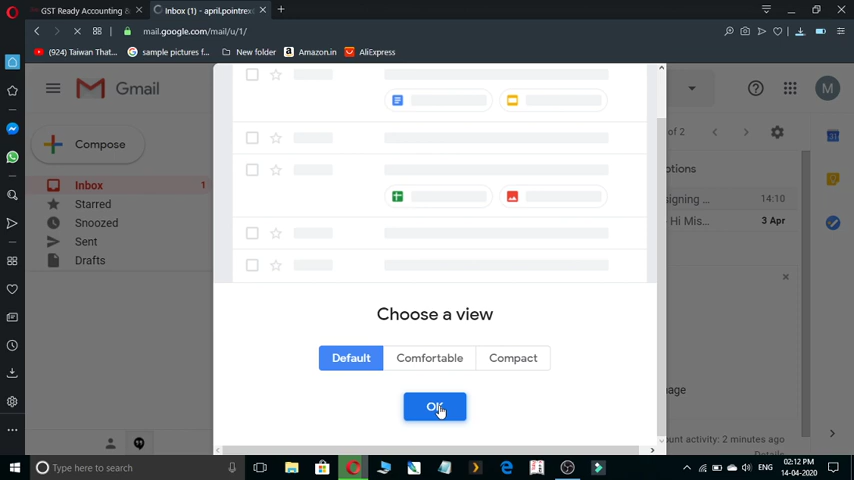 GST Ready Accounting &
Inbox (1) - april.pointrex
mail.google.com/mail/u/1/
(924) Taiwan That...
sample pictures f...
New folder
Amazon.in
AliExpress
Gmail
M
Compose
of 2
Inbox 1
Starred
Snoozed
Sent
Drafts
signing ... 14:10
Hi Mis... 3 Apr
Choose a view
Default Comfortable Compact
OK
unt activity: 2 minutes ago
Details
Type here to search
ENG
02:12 PM
14-04-2020